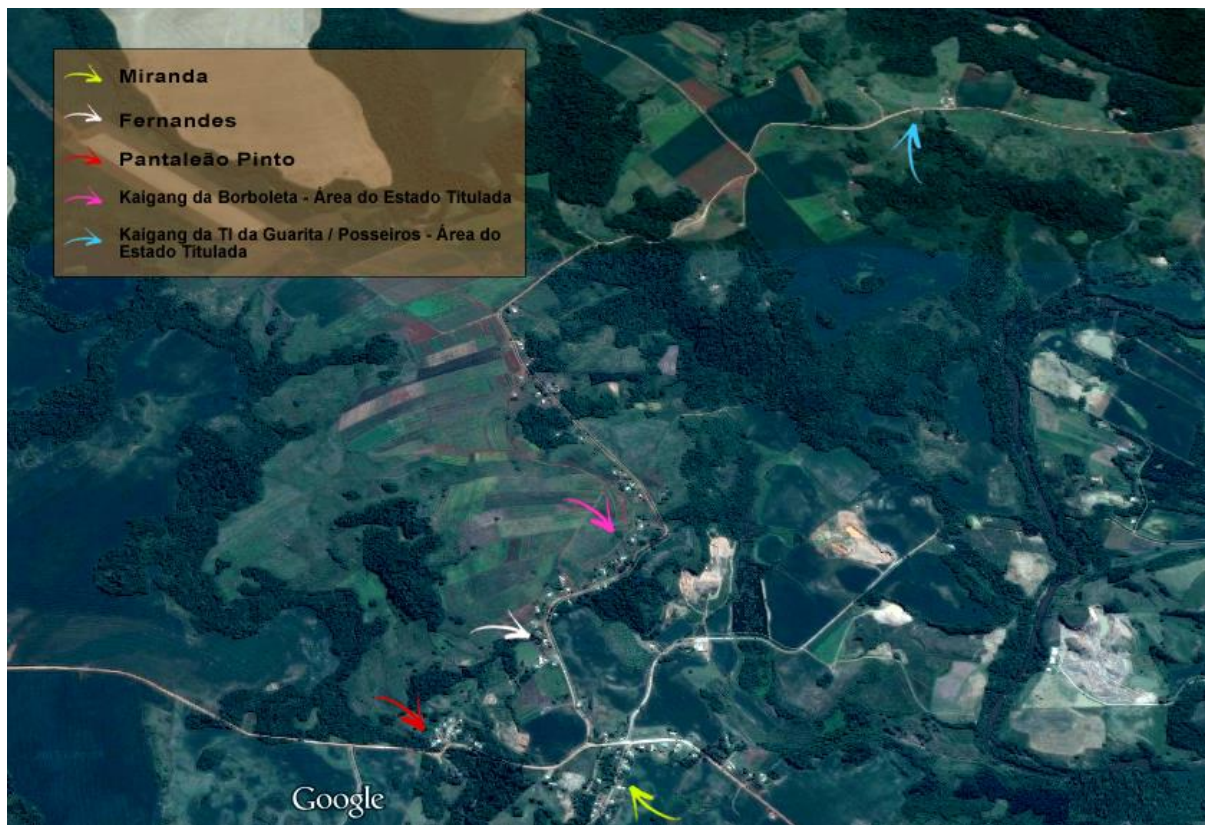 Miranda
Fernandes
Pantaleão Pinto
Kaigang da Borboleta - Área do Estado Titulada
Kaigang da TI da Guarita / Posseiros - Área do
Estado Titulada
Google